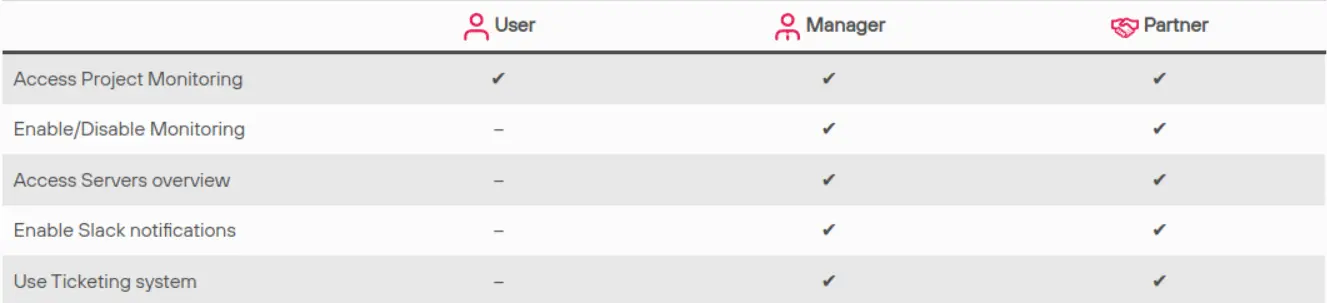 User Manager Partner
Access Project Monitoring ✔ ✔ ✔
Enable/Disable Monitoring – ✔ ✔
Access Servers overview – ✔ ✔
Enable Slack notifications – ✔ ✔
Use Ticketing system – ✔ ✔